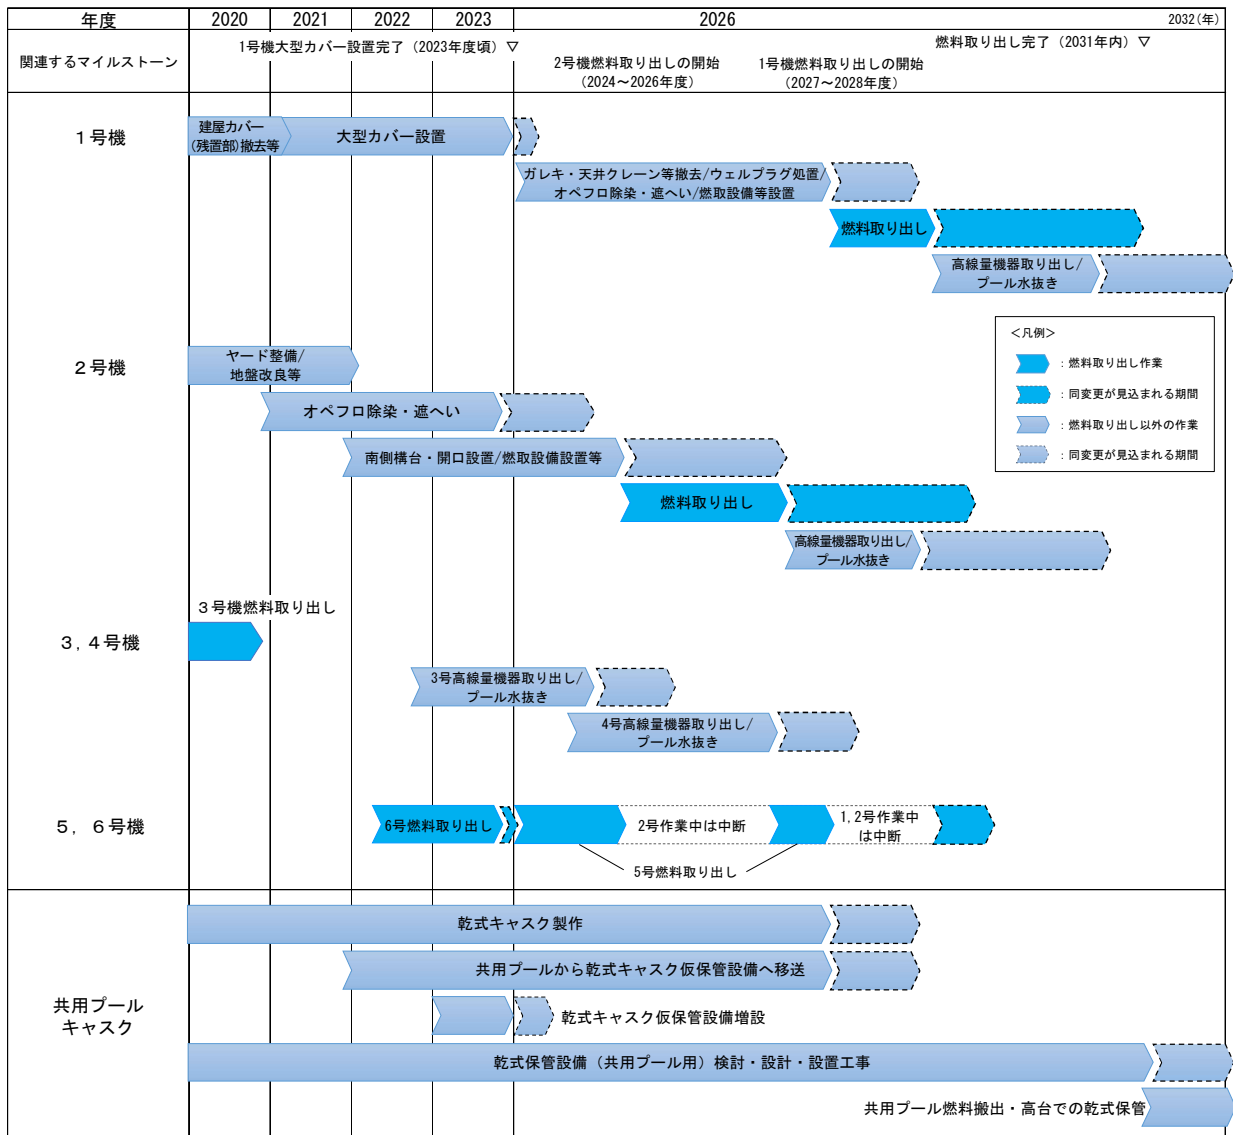 年度 2020 2021 2022 2023 2026 2032(年)
関連するマイルストーン
1号機大型カバー設置完了（2023年度頃）▽
燃料取り出し完了（2031年内）▽
2号機燃料取り出しの開始
（2024～2026年度）
1号機燃料取り出しの開始
（2027～2028年度）
１号機
建屋カバー
(残置部)撤去等
大型カバー設置
ガレキ・天井クレーン等撤去/ウェルプラグ処置/
オペフロ除染・遮へい/燃取設備等設置
燃料取り出し
高線量機器取り出し/
プール水抜き
＜凡例＞
：燃料取り出し作業
：同変更が見込まれる期間
：燃料取り出し以外の作業
：同変更が見込まれる期間
２号機
ヤード整備/
地盤改良等
オペフロ除染・遮へい
南側構台・開口設置/燃取設備設置等
燃料取り出し
高線量機器取り出し/
プール水抜き
３,４号機
３号機燃料取り出し
3号高線量機器取り出し/
プール水抜き
4号高線量機器取り出し/
プール水抜き
５,６号機
6号燃料取り出し
2号作業中は中断
1,2号作業中
は中断
5号燃料取り出し
共用プール
キャスク
乾式キャスク製作
共用プールから乾式キャスク仮保管設備へ移送
乾式キャスク仮保管設備増設
乾式保管設備（共用プール用）検討・設計・設置工事
共用プール燃料搬出・高台での乾式保管